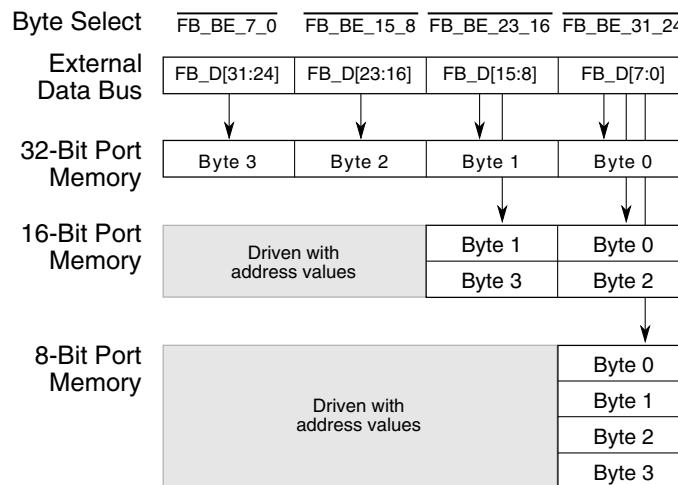 Byte Select FB_BE_7_0 FB_BE_15_8 FB_BE_23_16 FB_BE_31_24
External Data Bus FB_D[31:24] FB_D[23:16] FB_D[15:8] FB_D[7:0]
32-Bit Port Memory Byte 3 Byte 2 Byte 1 Byte 0
16-Bit Port Memory
Driven with
address values
Byte 1 Byte 0
Byte 3 Byte 2
8-Bit Port Memory
Driven with
address values
Byte 0
Byte 1
Byte 2
Byte 3